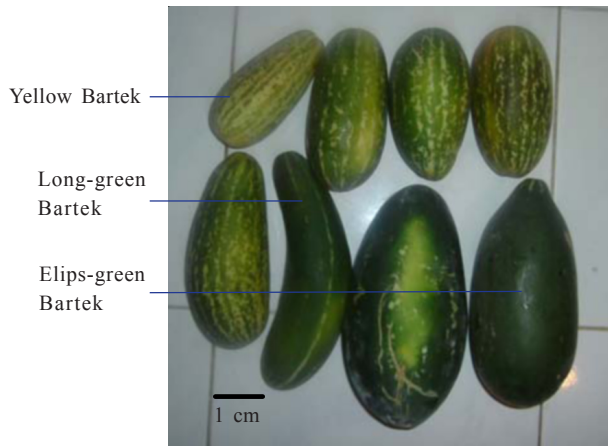 Yellow Bartek
Long-green
Bartek
Elips-green
Bartek
1 cm